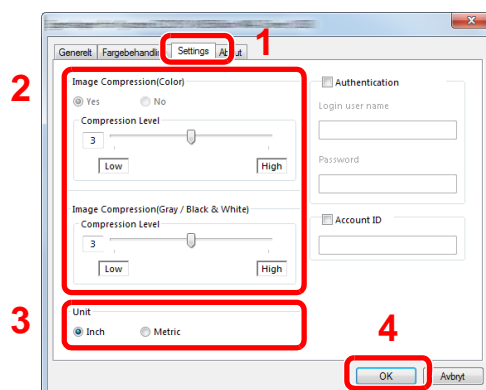 1
Generelt Fargebehandlin Settings About
2
Image Compression(Color)
Yes No
Compression Level
3
Low High
Image Compression(Gray / Black & White)
Compression Level
3
Low High
Authentication
Login user name
Password
Account ID
3
Unit
Inch Metric
4
OK Avbryt